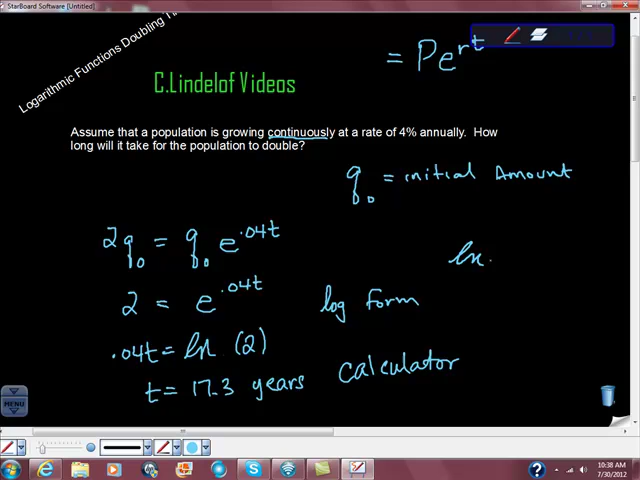 StarBoard Software [Untitled]
Logarithmic Functions Doubling
= Pe^rt
C.Lindelof Videos
Assume that a population is growing continuously at a rate of 4% annually. How
long will it take for the population to double?
q₀ = initial Amount
2q₀ = q₀ e^.04t
ln
2 = e^.04t log form
.04t = ln (2)
t = 17.3 years calculator
MENU
10:38 AM
7/30/2012